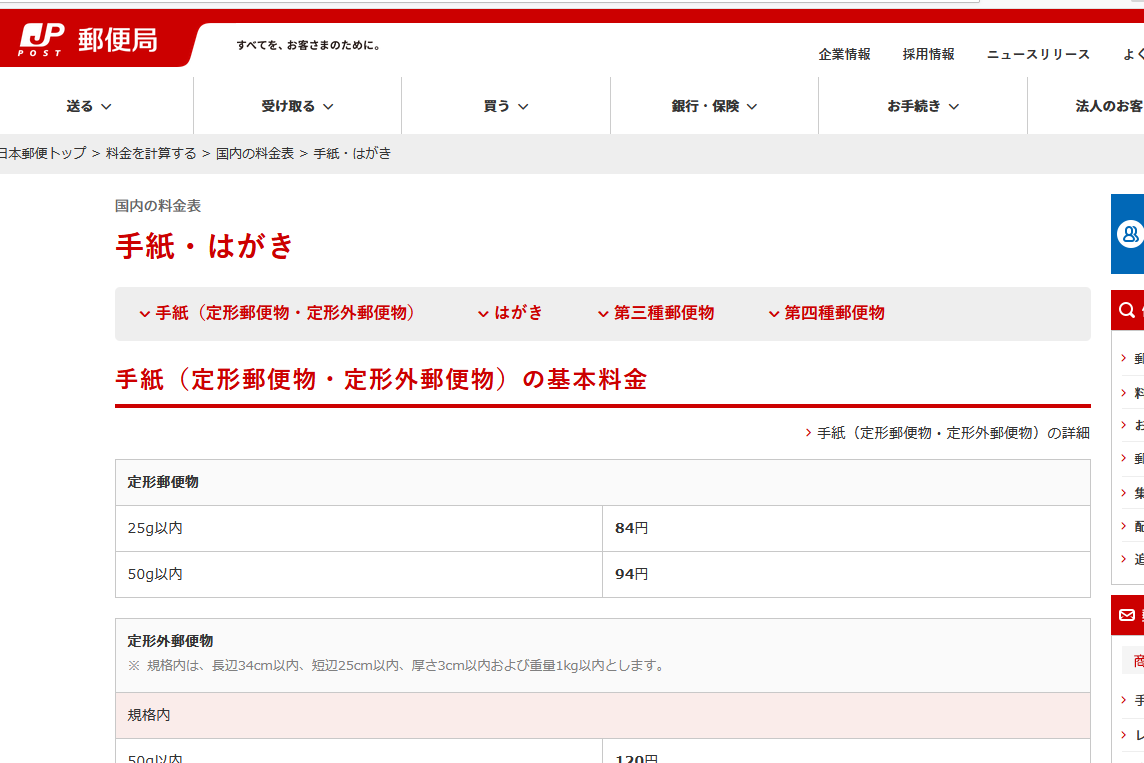 JP 郵便局
POST
すべてを、お客さまのために。
企業情報 採用情報 ニュースリリース よく
送る 受け取る 買う 銀行・保険 お手続き 法人のお客
日本郵便トップ > 料金を計算する > 国内の料金表 > 手紙・はがき
国内の料金表
手紙・はがき
手紙（定形郵便物・定形外郵便物） はがき 第三種郵便物 第四種郵便物
手紙（定形郵便物・定形外郵便物）の基本料金
手紙（定形郵便物・定形外郵便物）の詳細
定形郵便物
25g以内 84円
50g以内 94円
定形外郵便物
※ 規格内は、長辺34cm以内、短辺25cm以内、厚さ3cm以内および重量1kg以内とします。
規格内
50g以内 120円
郵
料
お
郵
集
配
追
商
手
レ